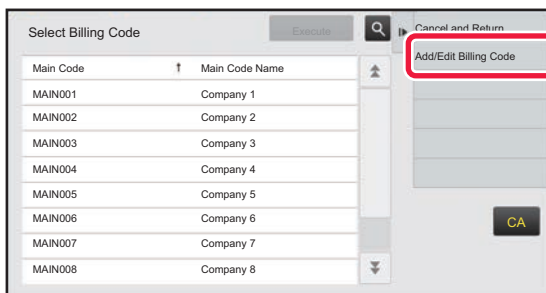 Select Billing Code
Execute
Cancel and Return
Add/Edit Billing Code
Main Code Main Code Name
MAIN001 Company 1
MAIN002 Company 2
MAIN003 Company 3
MAIN004 Company 4
MAIN005 Company 5
MAIN006 Company 6
MAIN007 Company 7
MAIN008 Company 8
CA